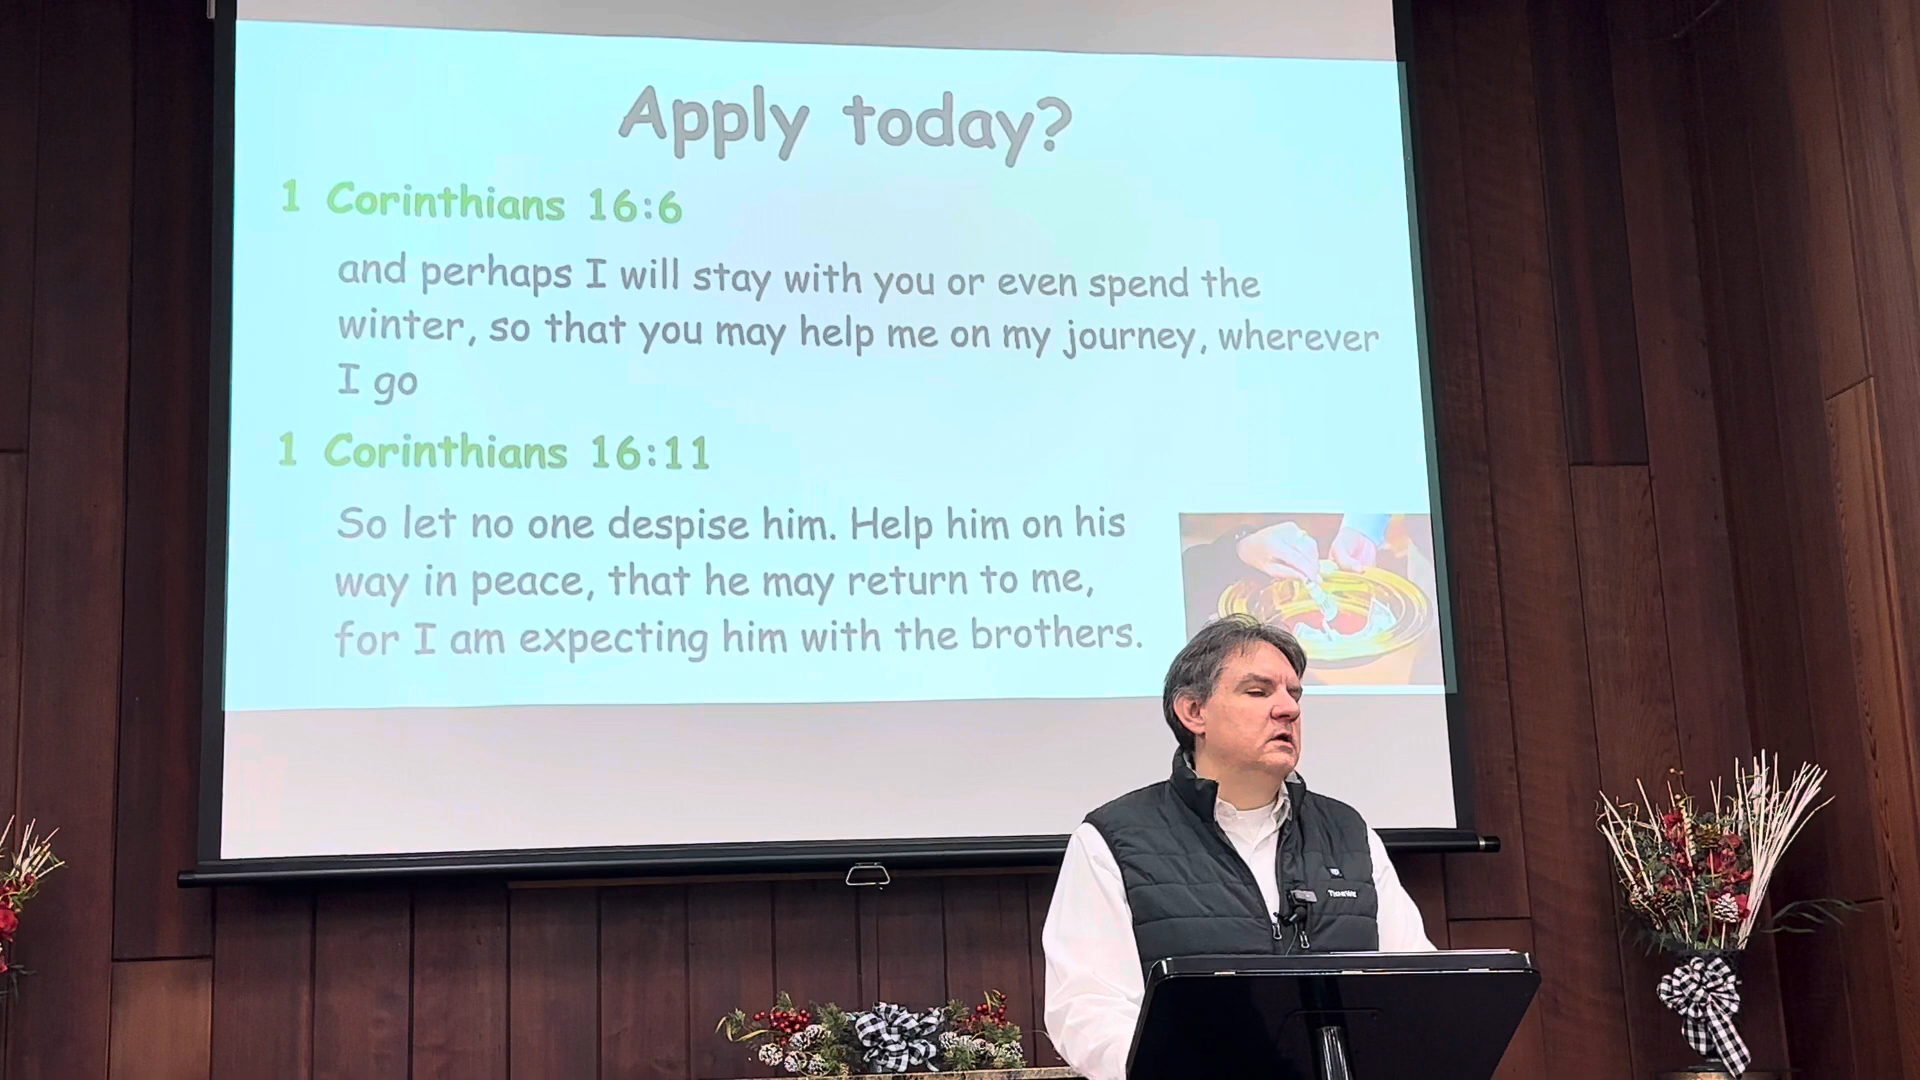 Apply today?
1 Corinthians 16:6
and perhaps I will stay with you or even spend the
winter, so that you may help me on my journey, wherever
I go
1 Corinthians 16:11
So let no one despise him. Help him on his
way in peace, that he may return to me,
for I am expecting him with the brothers.